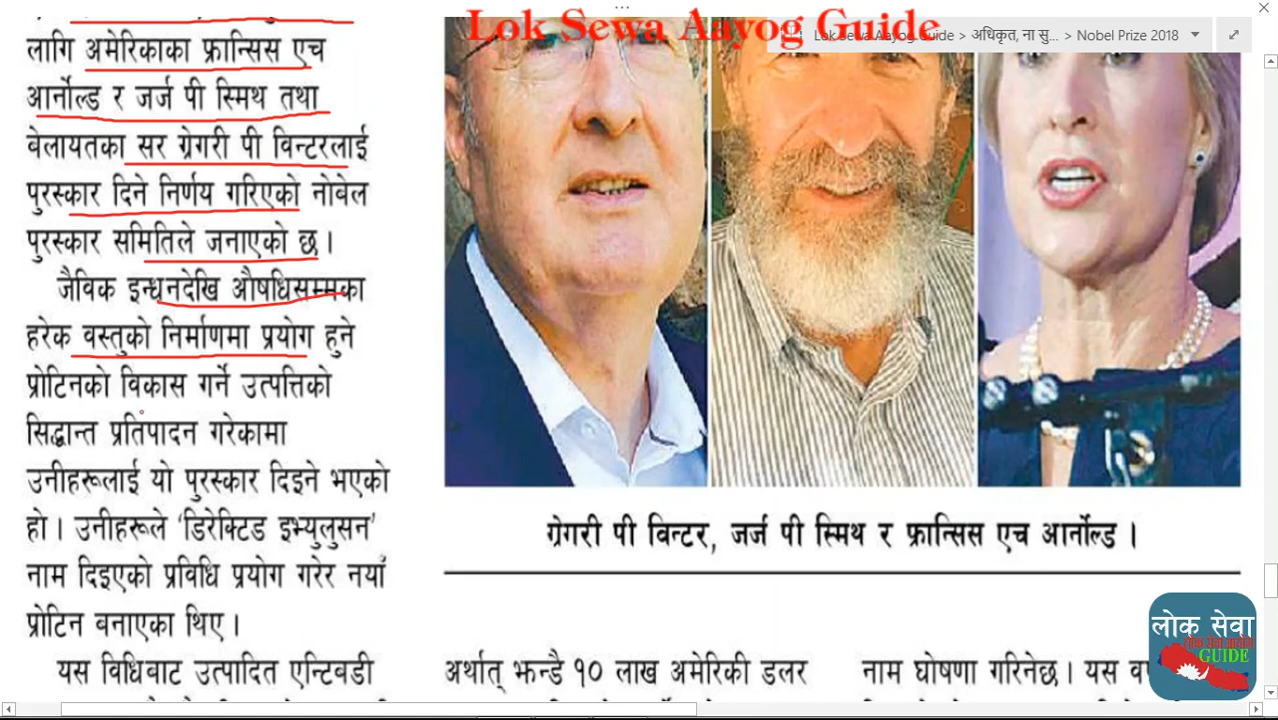 Lok Sewa Aayog Guide
Lok Sewa Aayog Guide > अधिकृत, ना सु... > Nobel Prize 2018
लागि अमेरिकाका फ्रान्सिस एच
आर्नोल्ड र जर्ज पी स्मिथ तथा
बेलायतका सर ग्रेगरी पी विन्टरलाई
पुरस्कार दिने निर्णय गरिएको नोबेल
पुरस्कार समितिले जनाएको छ ।
जैविक इन्धनदेखि औषधिसम्मका
हरेक वस्तुको निर्माणमा प्रयोग हुने
प्रोटिनको विकास गर्ने उत्पत्तिको
सिद्धान्त प्रतिपादन गरेकामा
उनीहरूलाई यो पुरस्कार दिइने भएको
हो । उनीहरूले 'डिरेक्टिड इभ्युलुसन'
नाम दिइएको प्रविधि प्रयोग गरेर नयाँ
प्रोटिन बनाएका थिए ।
यस विधिबाट उत्पादित एन्टिबडी
ग्रेगरी पी विन्टर, जर्ज पी स्मिथ र फ्रान्सिस एच आर्नोल्ड ।
अर्थात् झन्डै १० लाख अमेरिकी डलर
नाम घोषणा गरिनेछ । यस
लोक सेवा
लोक सेवा आयोग
GUIDE